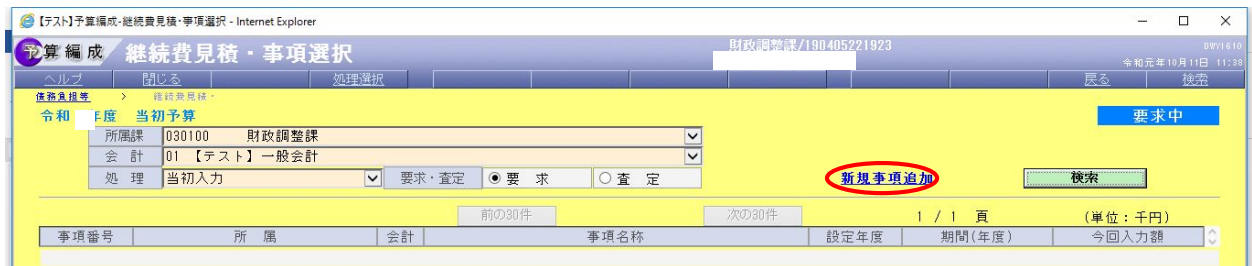 【テスト】予算編成-継続費見積・事項選択 - Internet Explorer
予算編成 継続費見積・事項選択 財政調整課/190405221923 DWY1610
令和元年10月11日 11:38
ヘルプ 閉じる 処理選択 戻る 検索
債務負担等 > 継続費見積・
令和 年度 当初予算 要求中
所属課 030100 財政調整課
会 計 01 【テスト】一般会計
処 理 当初入力 要求・査定 要 求 査 定 新規事項追加 検索
前の30件 次の30件 1 / 1 頁 (単位：千円)
事項番号 所 属 会計 事項名称 設定年度 期間(年度) 今回入力額